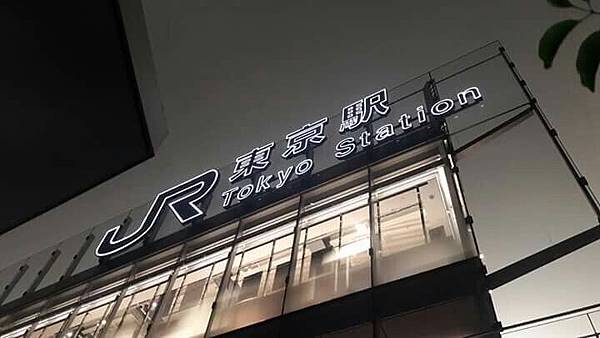 JR 東京駅
Tokyo Station